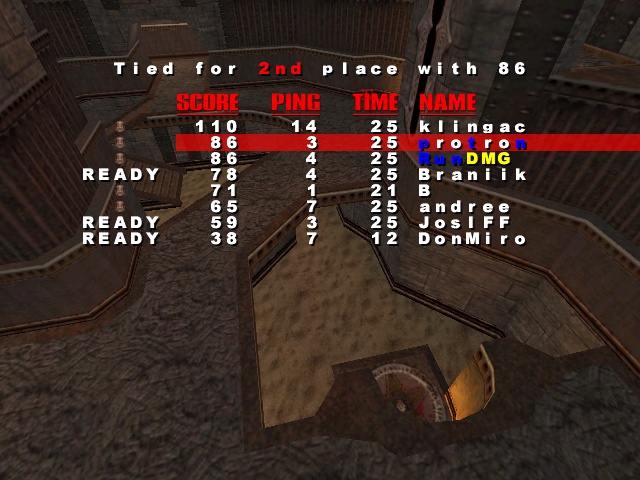 Tied for 2nd place with 86
SCORE PING TIME NAME
110 14 25 klingac
86 3 25 protron
86 4 25 RunDMG
READY 78 4 25 Braniik
71 1 21 B
65 7 25 andree
READY 59 3 25 JoslFF
READY 38 7 12 DonMiro